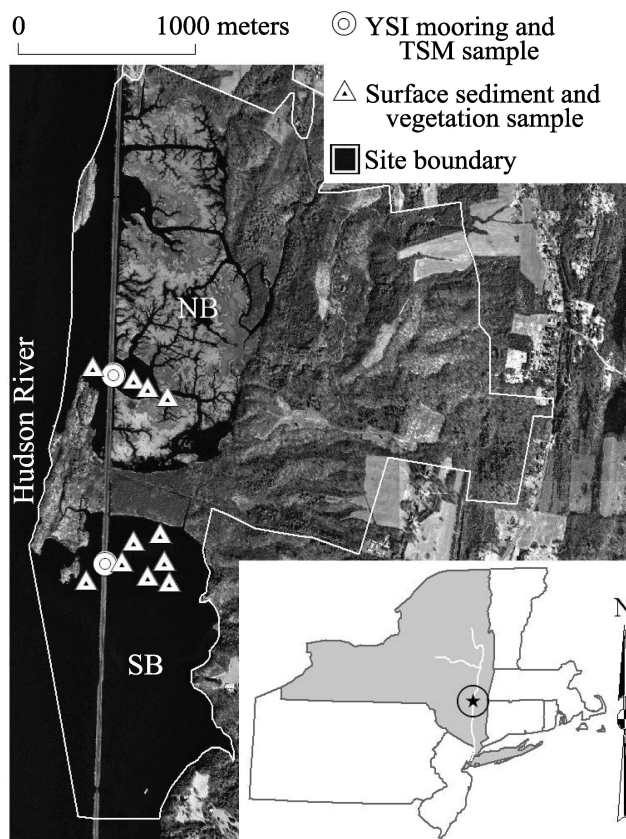 0 1000 meters
YSI mooring and
TSM sample
Surface sediment and
vegetation sample
Site boundary
NB
Hudson River
SB
N